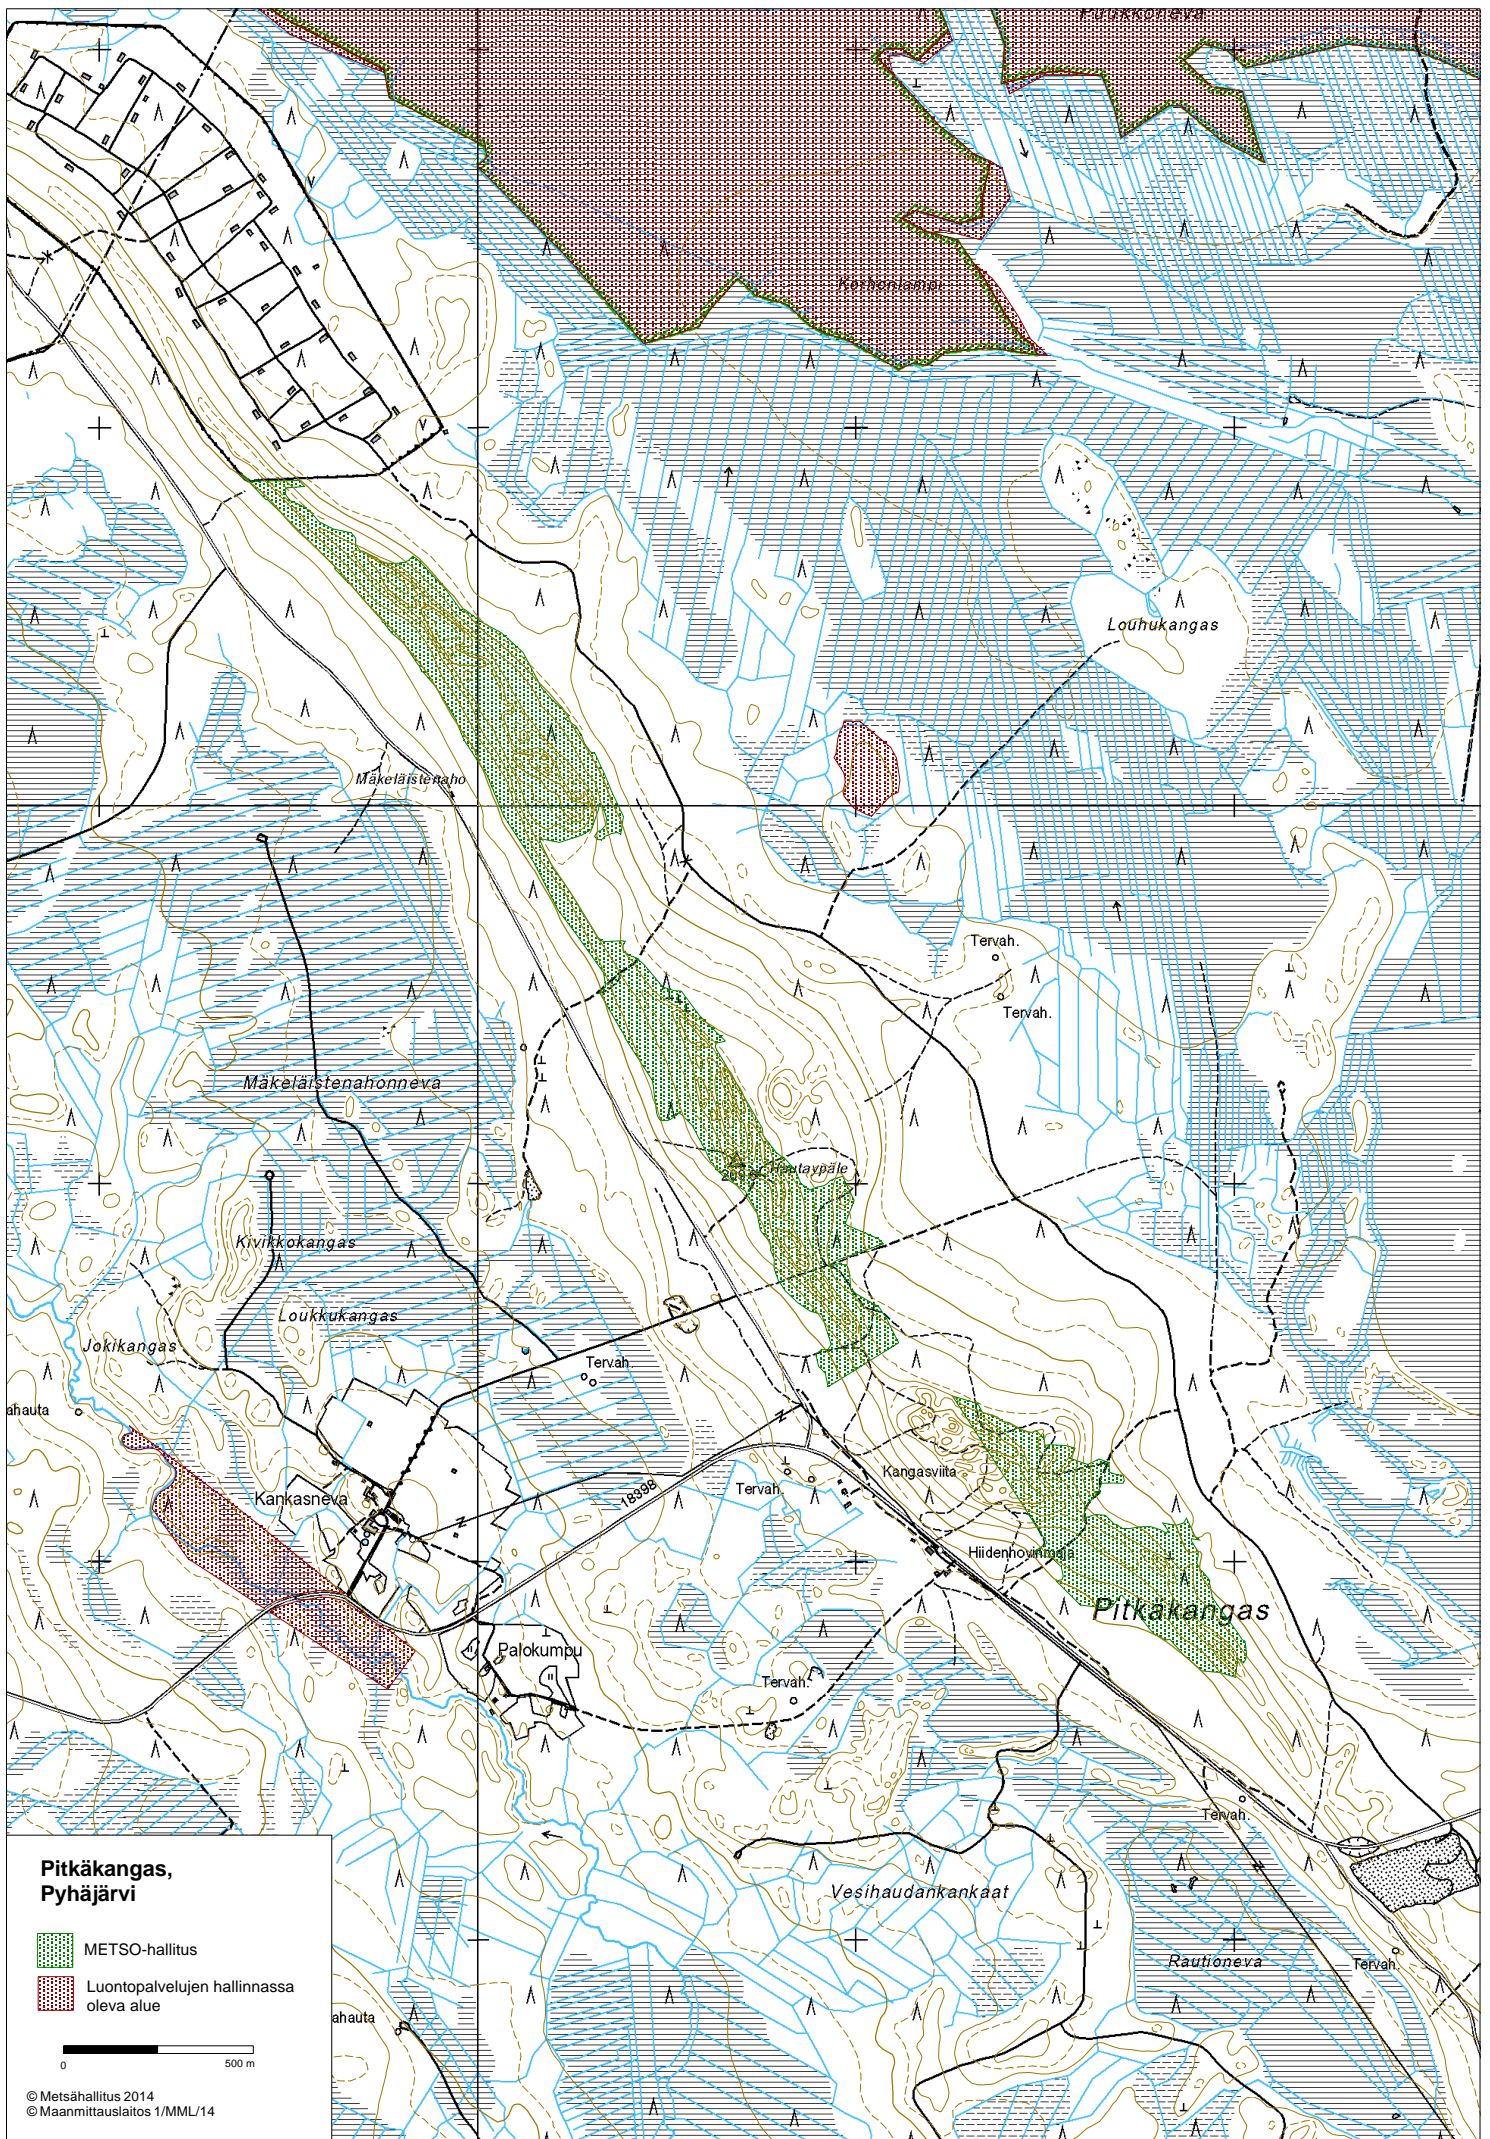 Puukkoneva
Korhonlampi
Louhukangas
Mäkeläistenaho
Tervah.
Tervah.
Mäkeläistenahonneva
Hautaypäle
Kivikkokangas
Loukkukangas
Jokikangas
Tervah.
ahauta
Kangasviita
Kankasneva
18398
Tervah.
Hiidenhovinmaja
Pitkäkangas
Palokumpu
Tervah.
Tervah.
Vesihaudankankaat
Rautioneva
Tervah.
ahauta
Pitkäkangas,
Pyhäjärvi
METSO-hallitus
Luontopalvelujen hallinnassa
oleva alue
0 500 m
© Metsähallitus 2014
© Maanmittauslaitos 1/MML/14